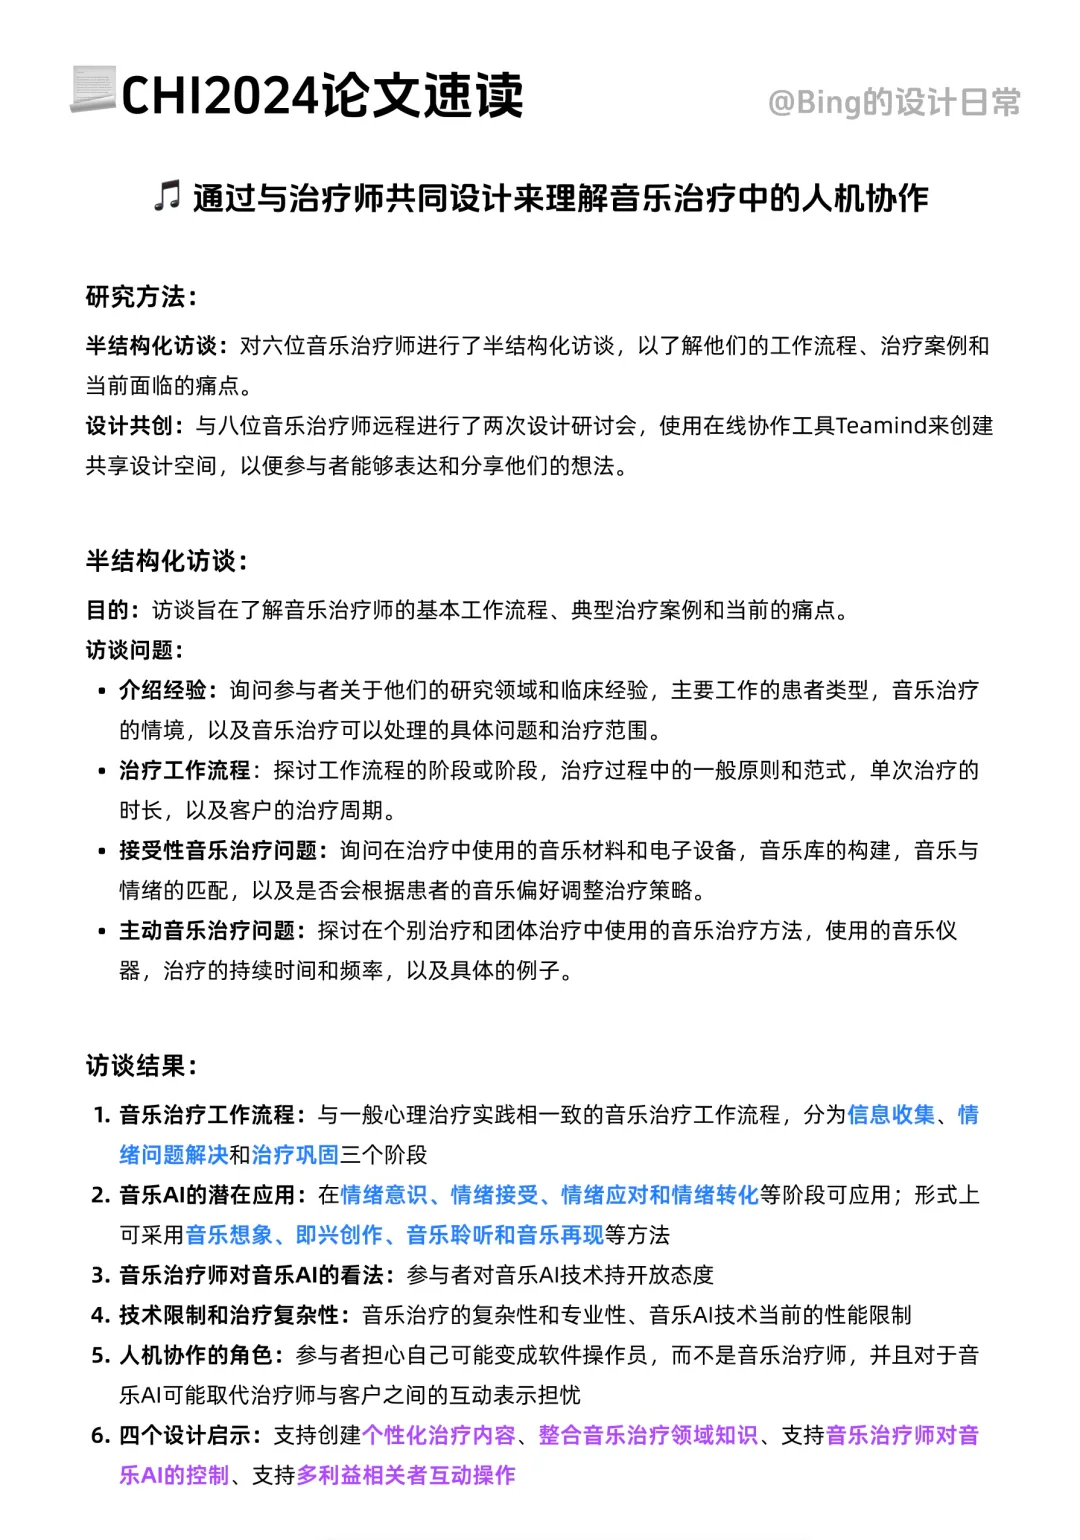 CHI2024论文速读
@Bing的设计日常
通过与治疗师共同设计来理解音乐治疗中的人机协作
研究方法：
半结构化访谈：对六位音乐治疗师进行了半结构化访谈，以了解他们的工作流程、治疗案例和
当前面临的痛点。
设计共创：与八位音乐治疗师远程进行了两次设计研讨会，使用在线协作工具Teamind来创建
共享设计空间，以便参与者能够表达和分享他们的想法。
半结构化访谈：
目的：访谈旨在了解音乐治疗师的基本工作流程、典型治疗案例和当前的痛点。
访谈问题：
• 介绍经验：询问参与者关于他们的研究领域和临床经验，主要工作的患者类型，音乐治疗
的情境，以及音乐治疗可以处理的具体问题和治疗范围。
• 治疗工作流程：探讨工作流程的阶段或阶段，治疗过程中的一般原则和范式，单次治疗的
时长，以及客户的治疗周期。
• 接受性音乐治疗问题：询问在治疗中使用的音乐材料和电子设备，音乐库的构建，音乐与
情绪的匹配，以及是否会根据患者的音乐偏好调整治疗策略。
• 主动音乐治疗问题：探讨在个别治疗和团体治疗中使用的音乐治疗方法，使用的音乐仪
器，治疗的持续时间和频率，以及具体的例子。
访谈结果：
1. 音乐治疗工作流程：与一般心理治疗实践相一致的音乐治疗工作流程，分为信息收集、情
绪问题解决和治疗巩固三个阶段
2. 音乐AI的潜在应用：在情绪意识、情绪接受、情绪应对和情绪转化等阶段可应用；形式上
可采用音乐想象、即兴创作、音乐聆听和音乐再现等方法
3. 音乐治疗师对音乐AI的看法：参与者对音乐AI技术持开放态度
4. 技术限制和治疗复杂性：音乐治疗的复杂性和专业性、音乐AI技术当前的性能限制
5. 人机协作的角色：参与者担心自己可能变成软件操作员，而不是音乐治疗师，并且对于音
乐AI可能取代治疗师与客户之间的互动表示担忧
6. 四个设计启示：支持创建个性化治疗内容、整合音乐治疗领域知识、支持音乐治疗师对音
乐AI的控制、支持多利益相关者互动操作